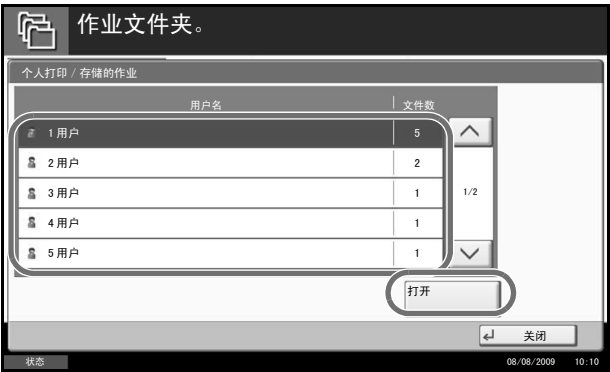 作业文件夹。
个人打印 / 存储的作业
用户名 文件数
1 用户 5
2 用户 2
3 用户 1
1/2
4 用户 1
5 用户 1
打开
关闭
状态 08/08/2009 10:10